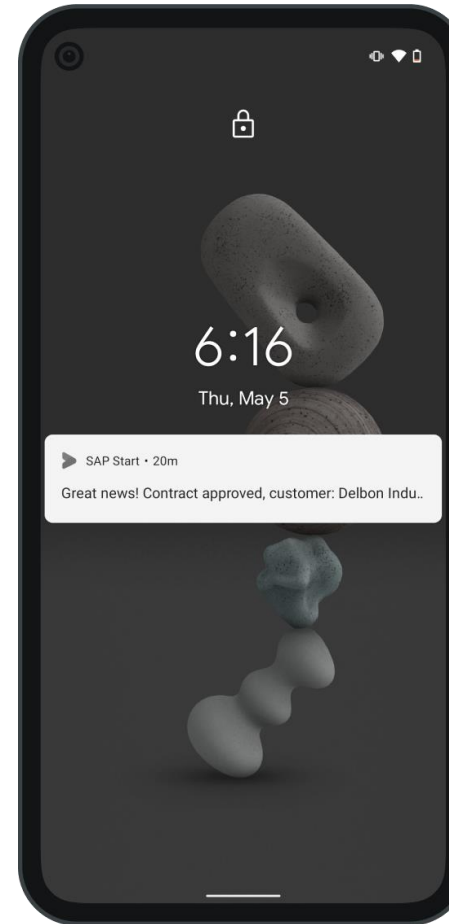 6:16
Thu, May 5
SAP Start • 20m
Great news! Contract approved, customer: Delbon Indu..